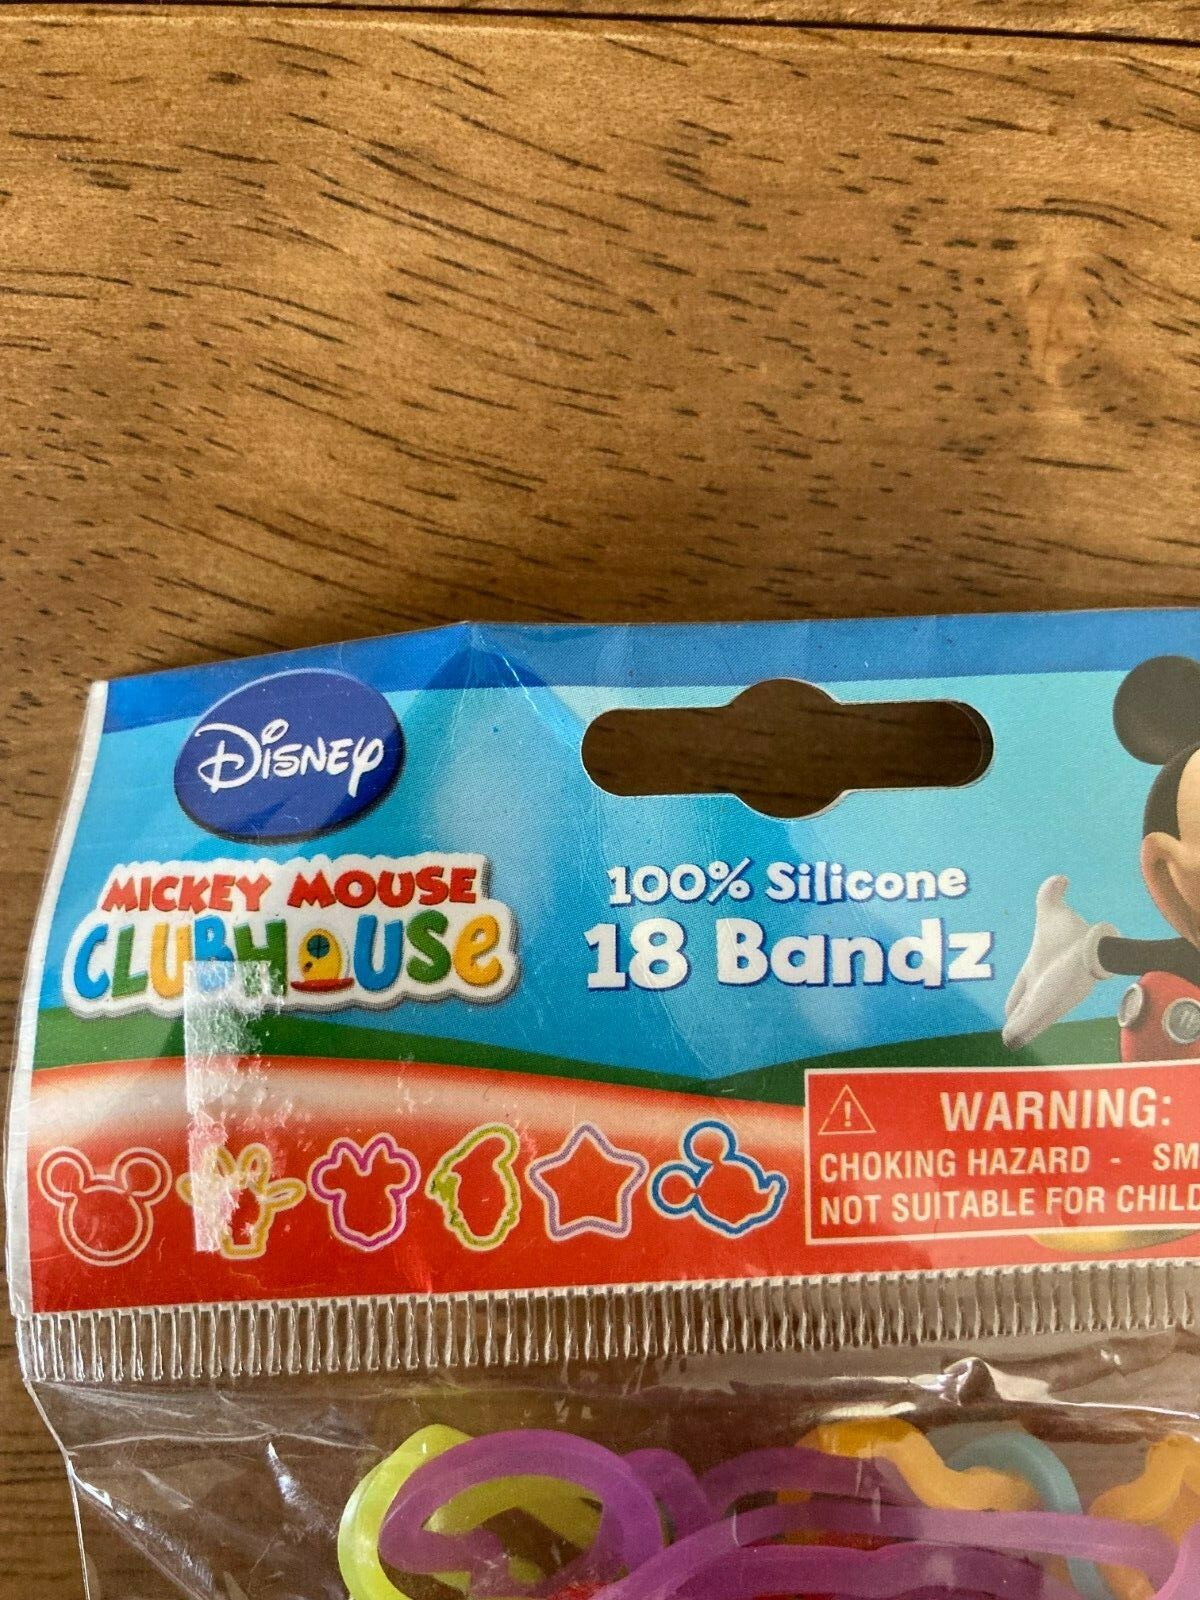 Disney
MICKEY MOUSE
CLUBHOUSE
100% Silicone
18 Bandz
WARNING:
CHOKING HAZARD -
NOT SUITABLE FOR